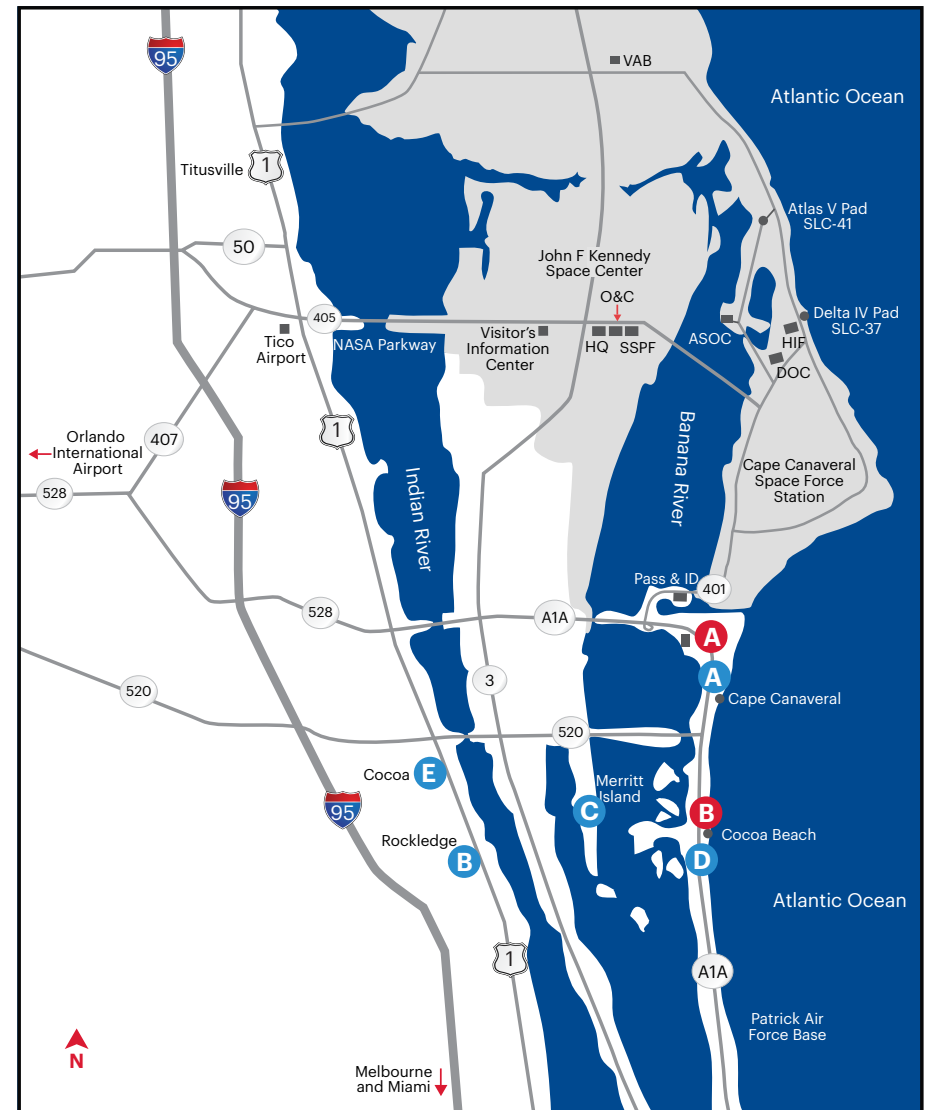 95
VAB
Atlantic Ocean
Titusville
1
Atlas V Pad
SLC-41
50
John F Kennedy
Space Center
O&C
405
Tico
Airport
NASA Parkway
Visitor's
Information
Center
HQ
SSPF
ASOC
Delta IV Pad
SLC-37
HIF
DOC
1
407
Orlando
International
Airport
528
95
Indian River
Banana River
Cape Canaveral
Space Force
Station
Pass & ID
401
528
A1A
A
A
Cape Canaveral
3
520
520
Cocoa
E
Merritt
Island
95
C
B
Cocoa Beach
Rockledge
B
D
Atlantic Ocean
1
A1A
Patrick Air
Force Base
N
Melbourne
and Miami